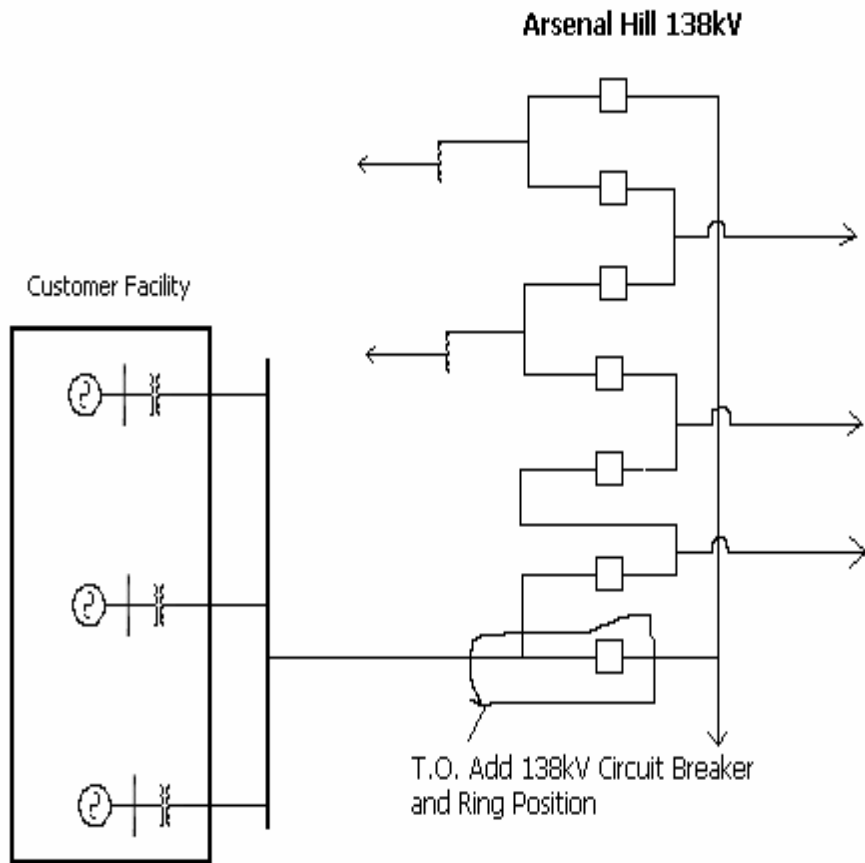 Arsenal Hill 138kV
Customer Facility
T.O. Add 138kV Circuit Breaker
and Ring Position